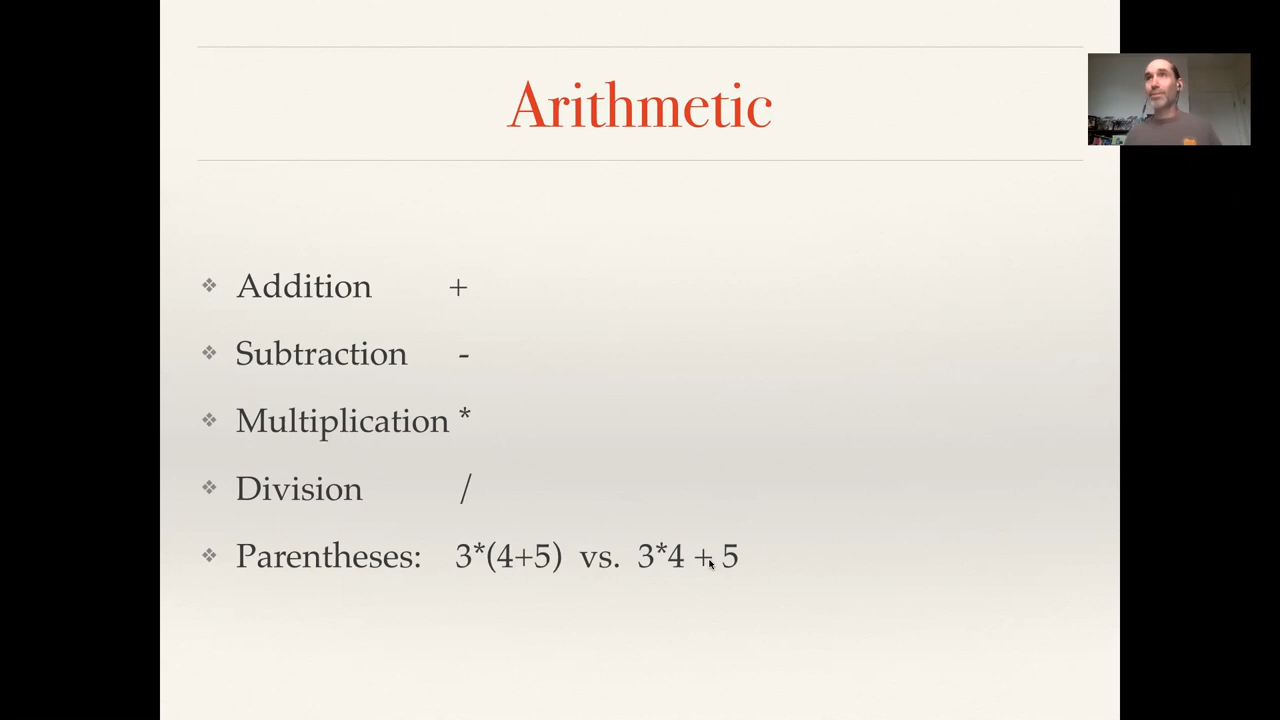 Arithmetic
❖ Addition +
❖ Subtraction -
❖ Multiplication *
❖ Division /
❖ Parentheses: 3*(4+5) vs. 3*4 + 5